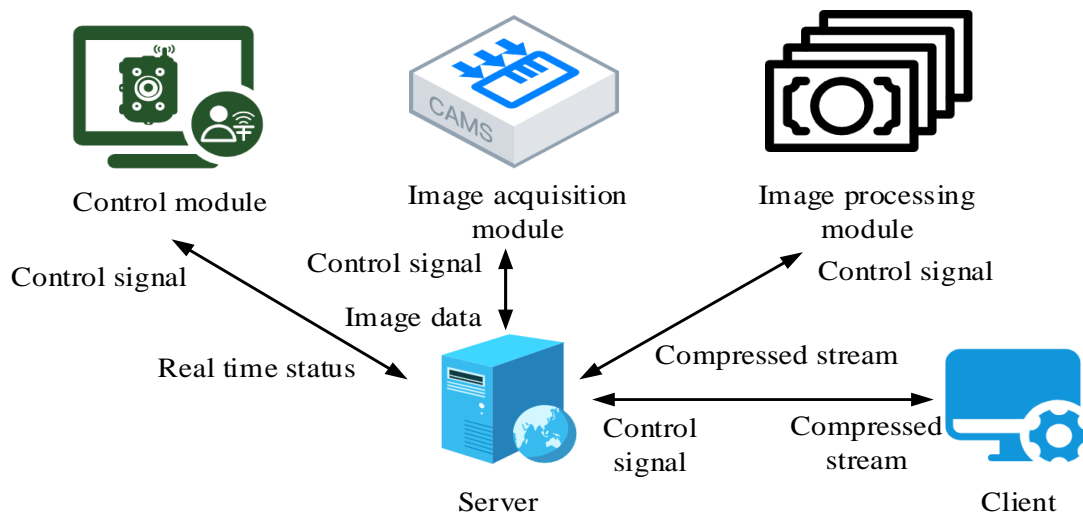 CAMS
Control module
Image acquisition
module
Image processing
module
Control signal
Control signal
Control signal
Image data
Real time status
Compressed stream
Control
signal
Compressed
stream
Server
Client